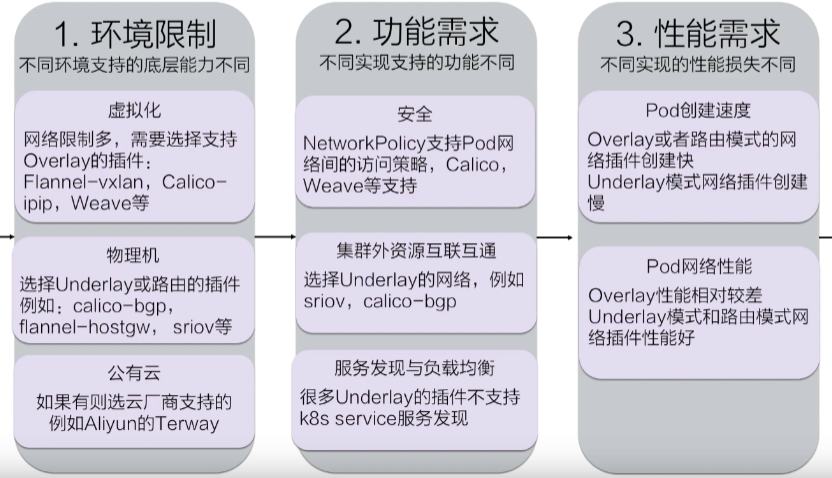 1. 环境限制
不同环境支持的底层能力不同
虚拟化
网络限制多，需要选择支持
Overlay的插件：
Flannel-vxlan，Calico-
ipip，Weave等
物理机
选择Underlay或路由的插件
例如：calico-bgp，
flannel-hostgw， sriov等
公有云
如果有则选云厂商支持的
例如Aliyun的Terway
2. 功能需求
不同实现支持的功能不同
安全
NetworkPolicy支持Pod网
络间的访问策略，Calico，
Weave等支持
集群外资源互联互通
选择Underlay的网络，例如
sriov，calico-bgp
服务发现与负载均衡
很多Underlay的插件不支持
k8s service服务发现
3. 性能需求
不同实现的性能损失不同
Pod创建速度
Overlay或者路由模式的网
络插件创建快
Underlay模式网络插件创建
慢
Pod网络性能
Overlay性能相对较差
Underlay模式和路由模式网
络插件性能好